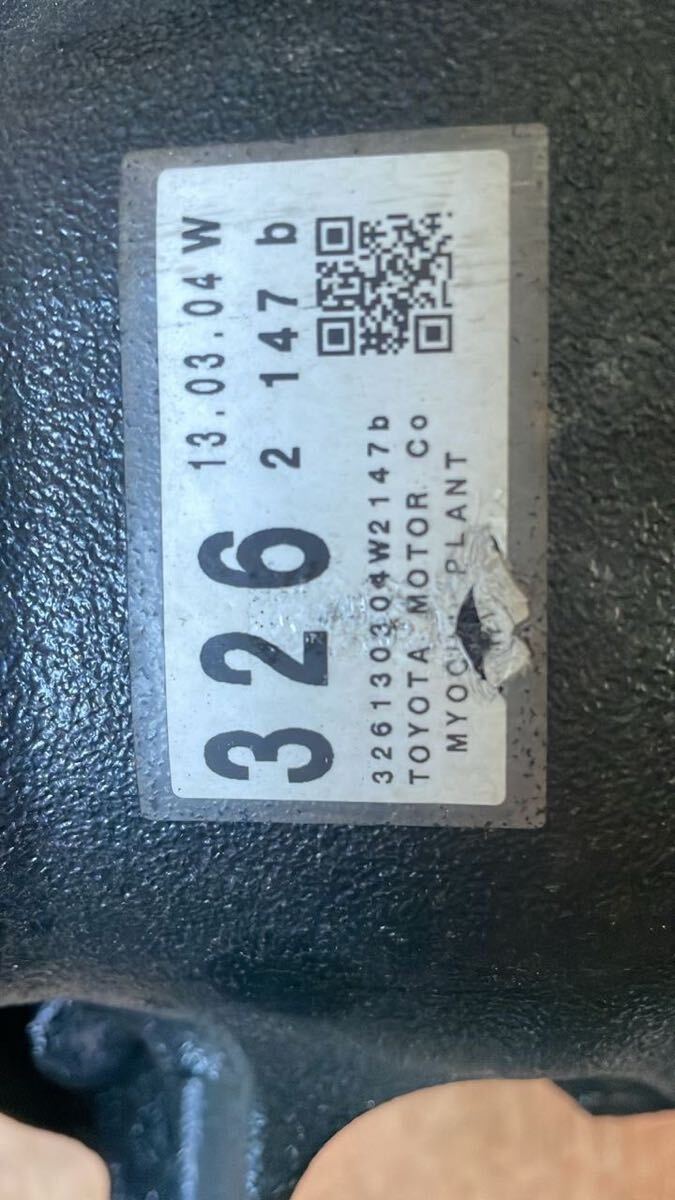 326
13.03.04 W
2 147 b
326130304W2147b
TOYOTA MOTOR Co
PLANT